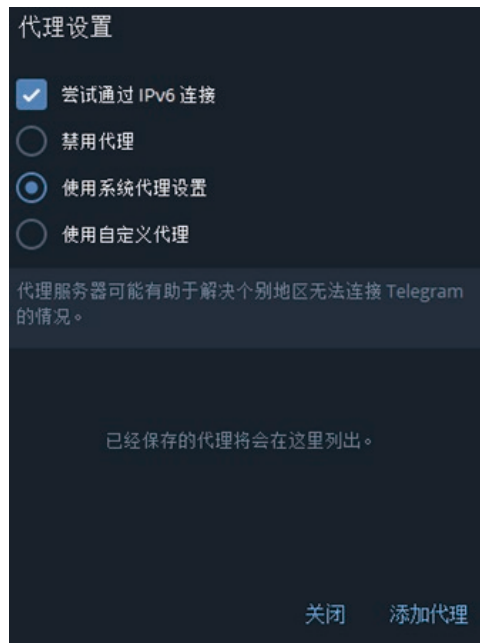 代理设置
尝试通过 IPv6 连接
禁用代理
使用系统代理设置
使用自定义代理
代理服务器可能有助于解决个别地区无法连接 Telegram
的情况。
已经保存的代理将会在这里列出。
关闭 添加代理